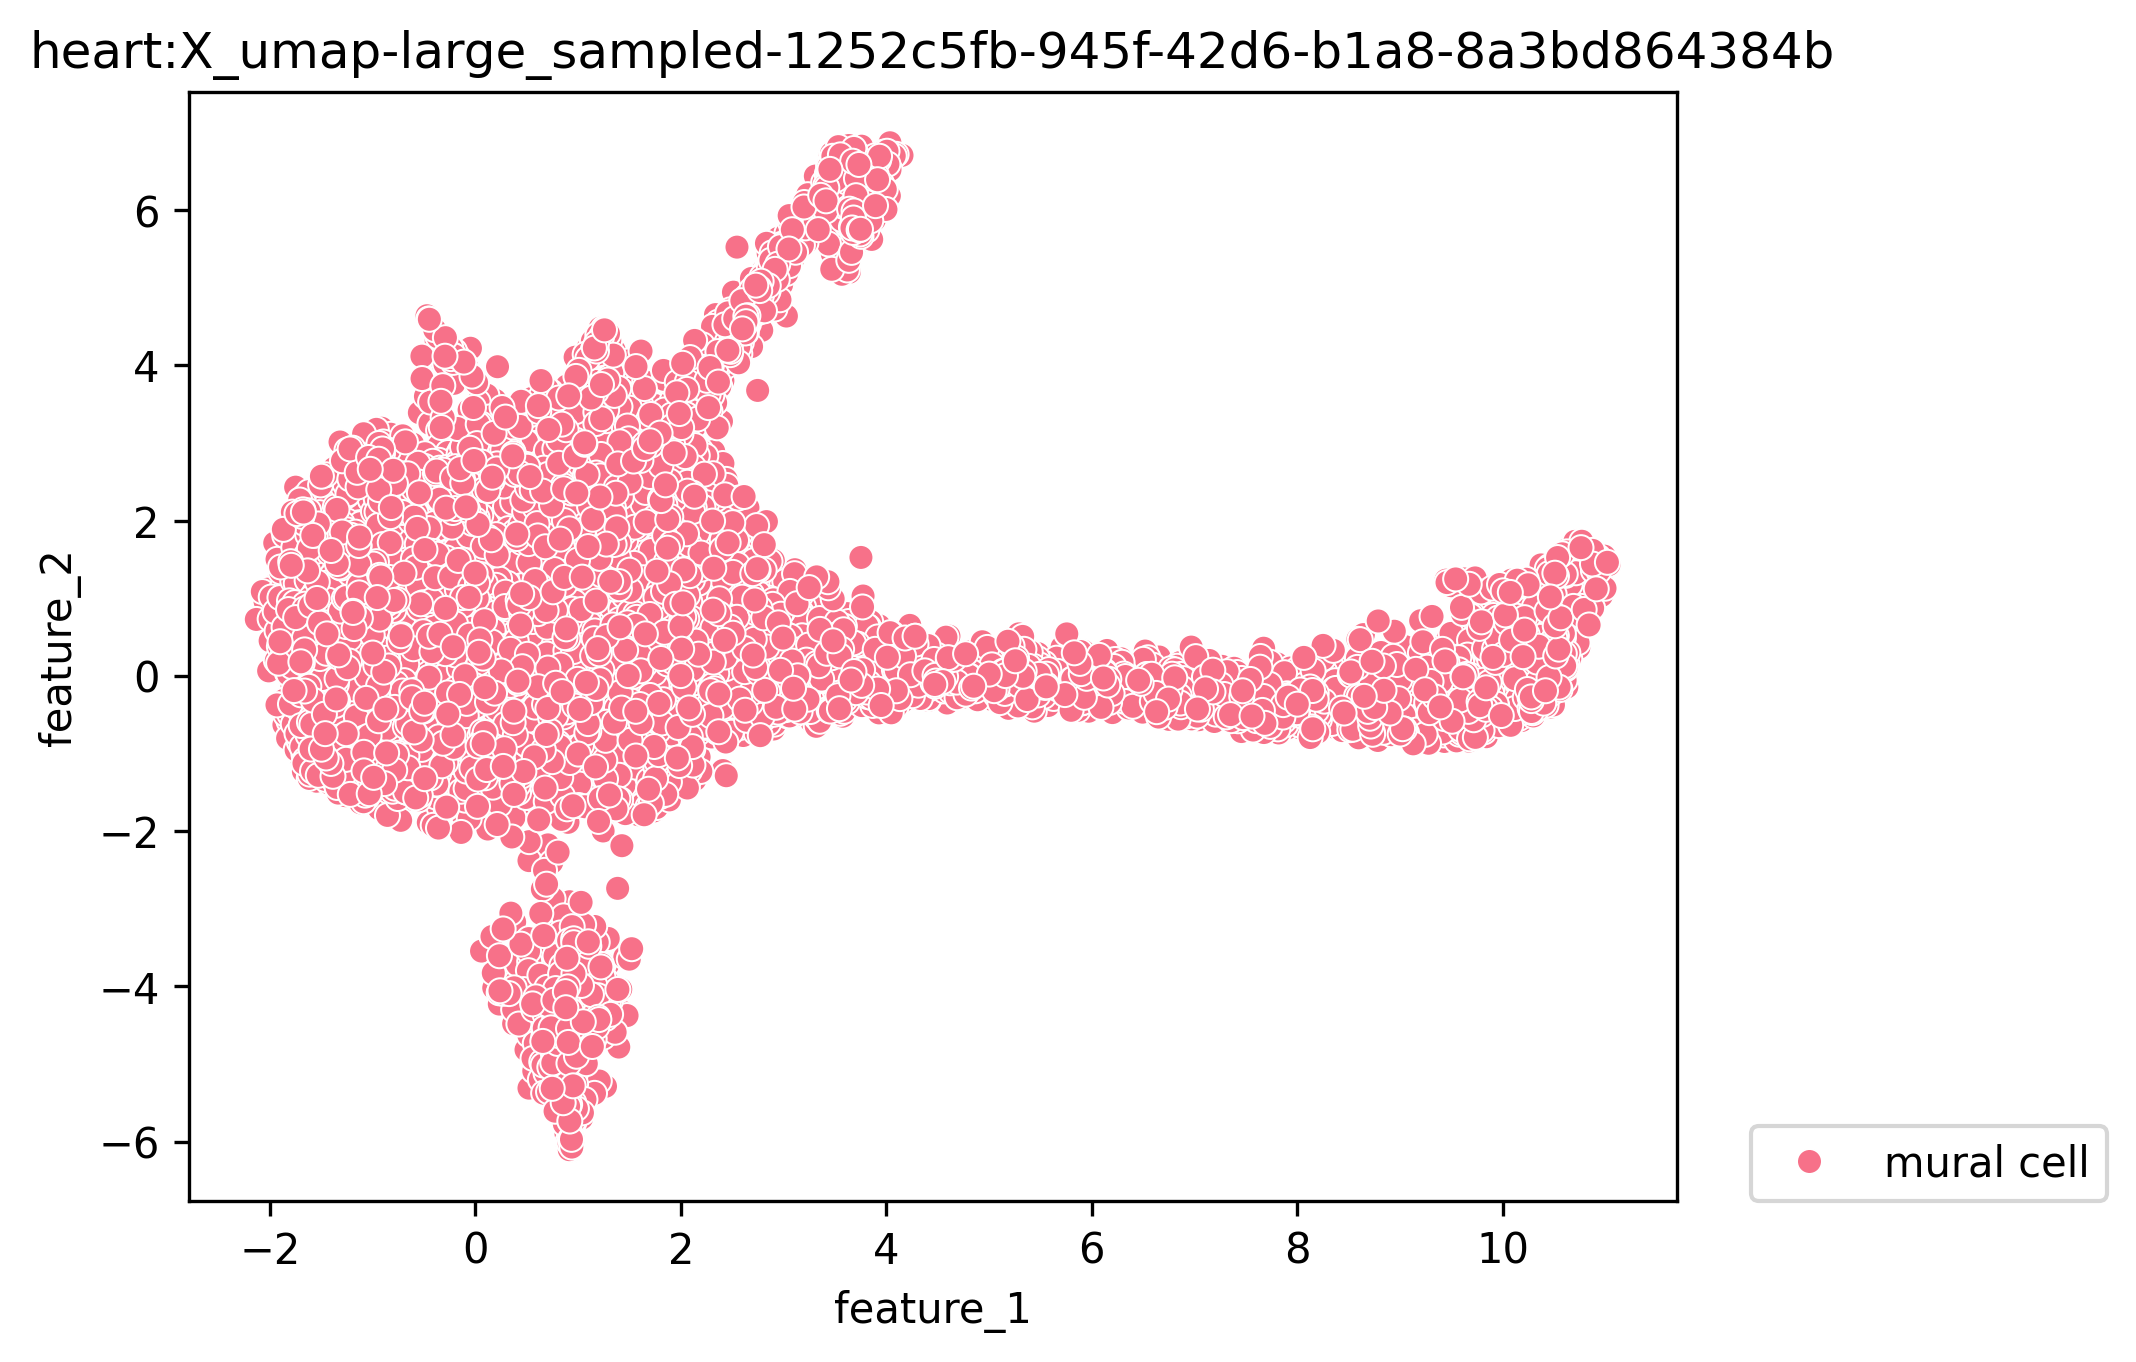 heart:X_umap-large_sampled-1252c5fb-945f-42d6-b1a8-8a3bd864384b
feature_2
6
4
2
0
−2
−4
−6
−2 0 2 4 6 8 10
feature_1
mural cell